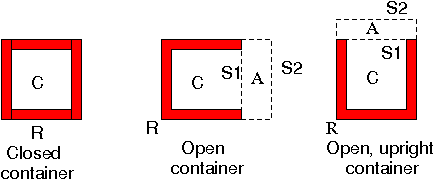 C
R
Closed
container
C
S1
A
S2
R
Open
container
S2
A
S1
C
R
Open, upright
container